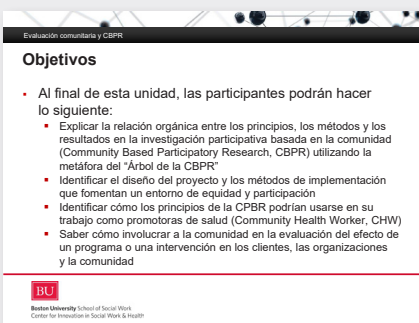 Evaluación comunitaria y CBPR
Objetivos
▪ Al final de esta unidad, las participantes podrán hacer
lo siguiente:
▪ Explicar la relación orgánica entre los principios, los métodos y los
resultados en la investigación participativa basada en la comunidad
(Community Based Participatory Research, CBPR) utilizando la
metáfora del “Árbol de la CBPR”
▪ Identificar el diseño del proyecto y los métodos de implementación
que fomentan un entorno de equidad y participación
▪ Identificar cómo los principios de la CPBR podrían usarse en su
trabajo como promotoras de salud (Community Health Worker, CHW)
▪ Saber cómo involucrar a la comunidad en la evaluación del efecto de
un programa o una intervención en los clientes, las organizaciones
y la comunidad
BU
Boston University School of Social Work
Center for Innovation in Social Work & Health